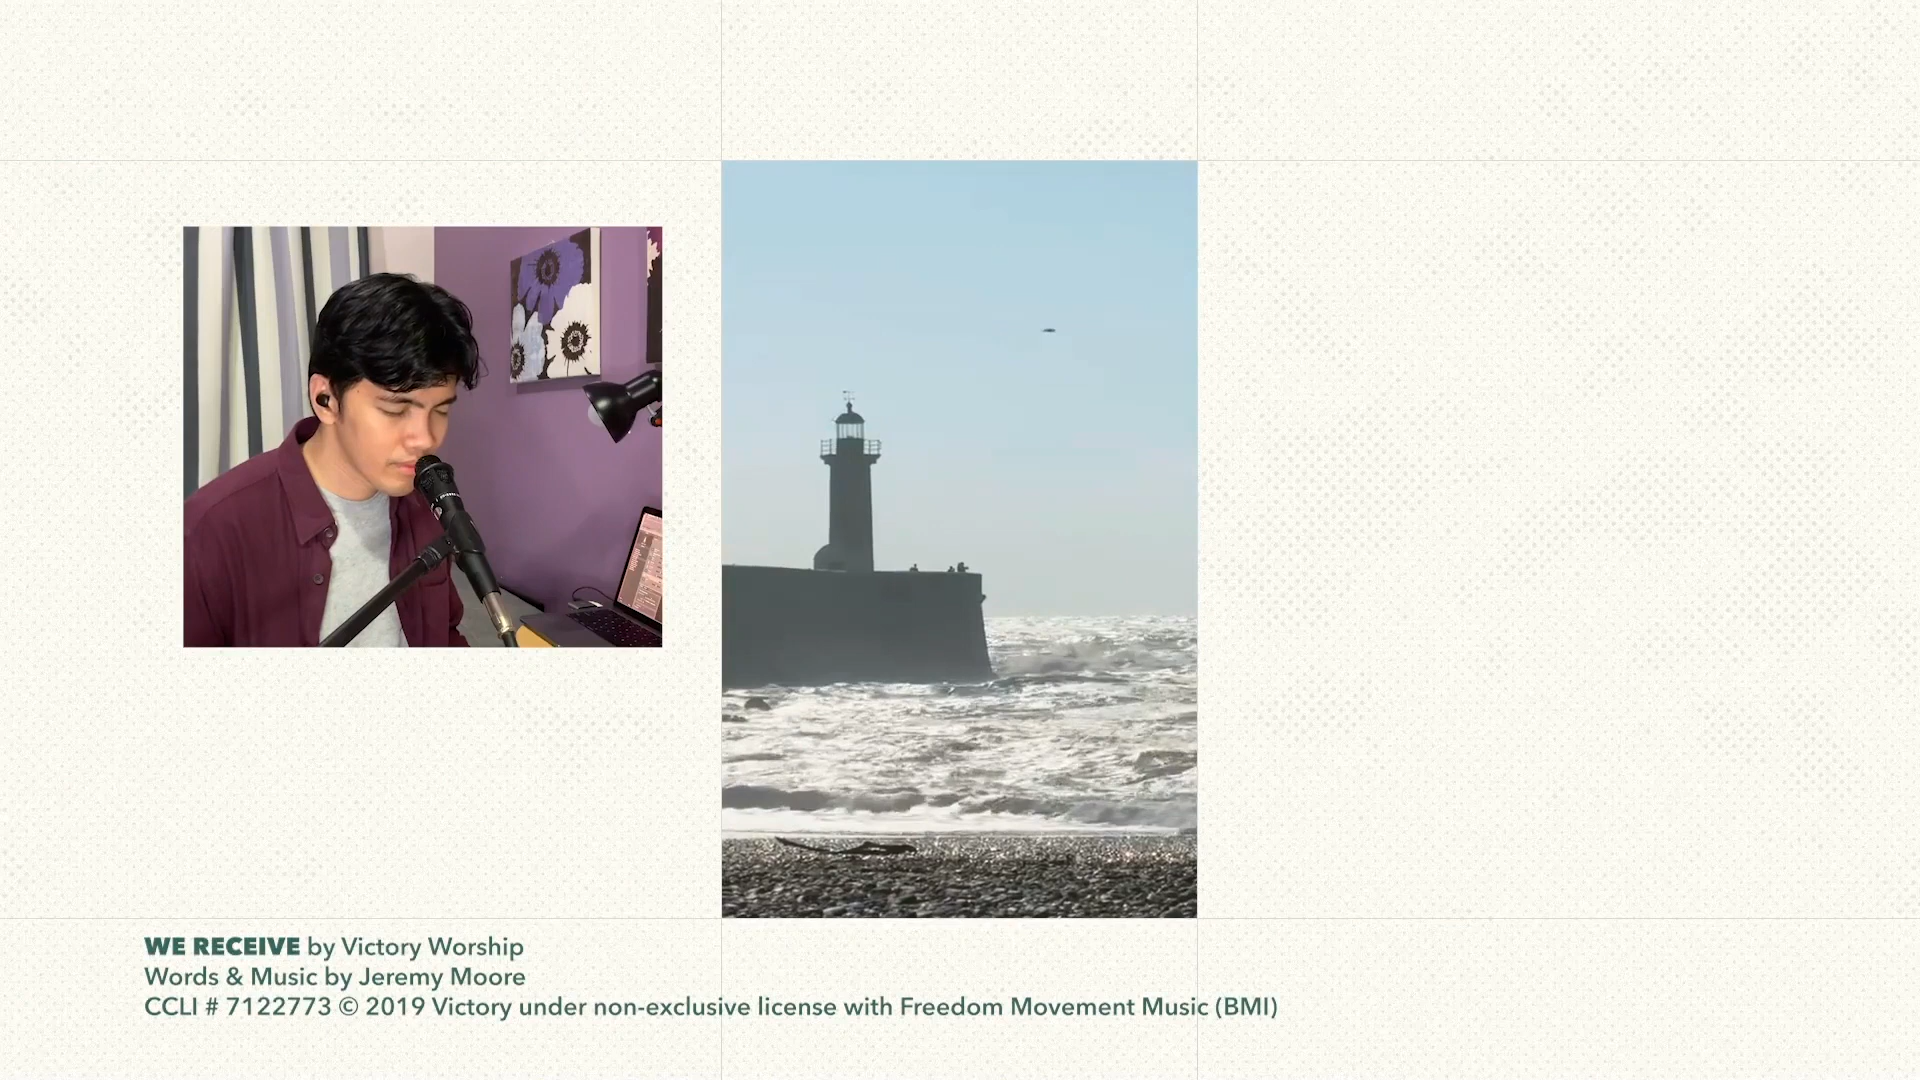 WE RECEIVE by Victory Worship
Words & Music by Jeremy Moore
CCLI # 7122773 © 2019 Victory under non-exclusive license with Freedom Movement Music (BMI)